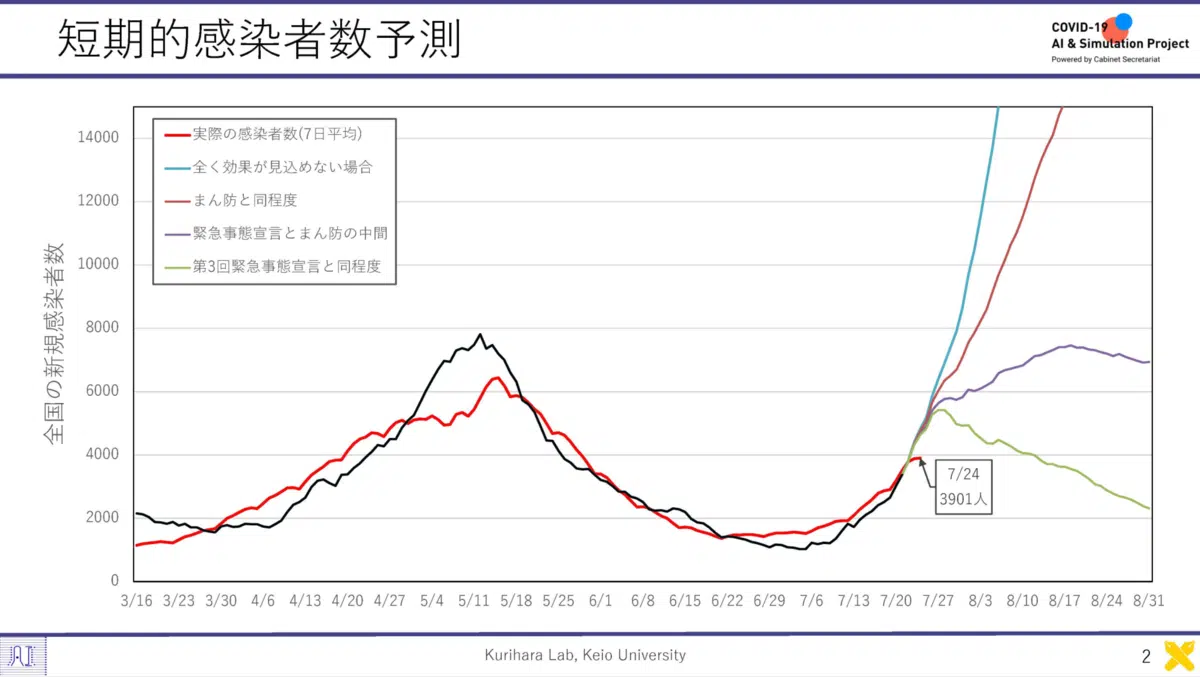 短期的感染者数予測
COVID-19
AI & Simulation Project
Powered by Cabinet Secretariat
全国の新規感染者数
14000
12000
10000
8000
6000
4000
2000
0
実際の感染者数(7日平均)
全く効果が見込めない場合
まん防と同程度
緊急事態宣言とまん防の中間
第3回緊急事態宣言と同程度
7/24
3901人
3/16 3/23 3/30 4/6 4/13 4/20 4/27 5/4 5/11 5/18 5/25 6/1 6/8 6/15 6/22 6/29 7/6 7/13 7/20 7/27 8/3 8/10 8/17 8/24 8/31
AI
Kurihara Lab, Keio University
2